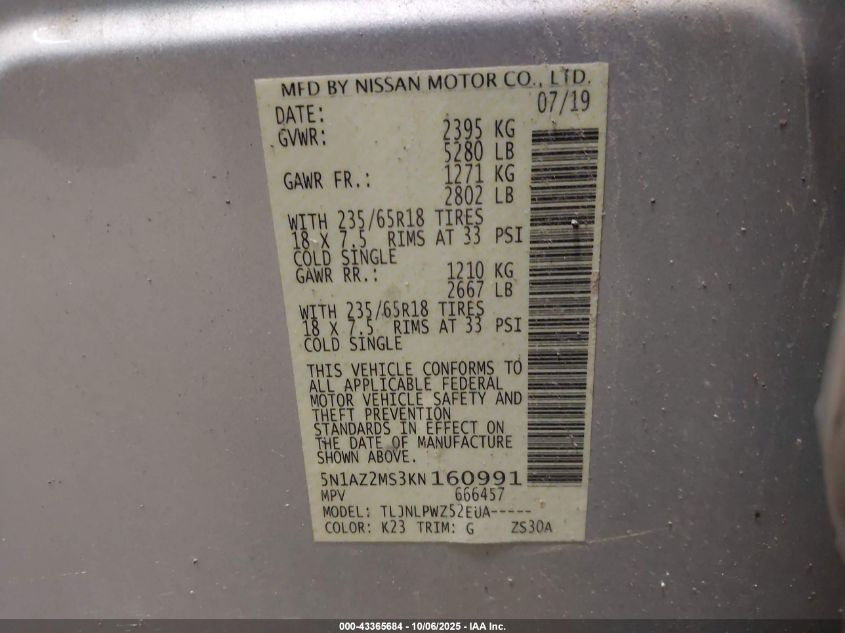 MFD BY NISSAN MOTOR CO., LTD.
DATE: 07/19
GVWR: 2395 KG
5280 LB
GAWR FR.: 1271 KG
2802 LB
WITH 235/65R18 TIRES
18 X 7.5 RIMS AT 33 PSI
COLD SINGLE
GAWR RR.: 1210 KG
2667 LB
WITH 235/65R18 TIRES
18 X 7.5 RIMS AT 33 PSI
COLD SINGLE
THIS VEHICLE CONFORMS TO
ALL APPLICABLE FEDERAL
MOTOR VEHICLE SAFETY AND
THEFT PREVENTION
STANDARDS IN EFFECT ON
THE DATE OF MANUFACTURE
SHOWN ABOVE.
5N1AZ2MS3KN160991
MPV 666457
MODEL: TLJNLPWZ52EUA-----
COLOR: K23 TRIM: G ZS30A
000-43365684 - 10/06/2025 - IAA Inc.